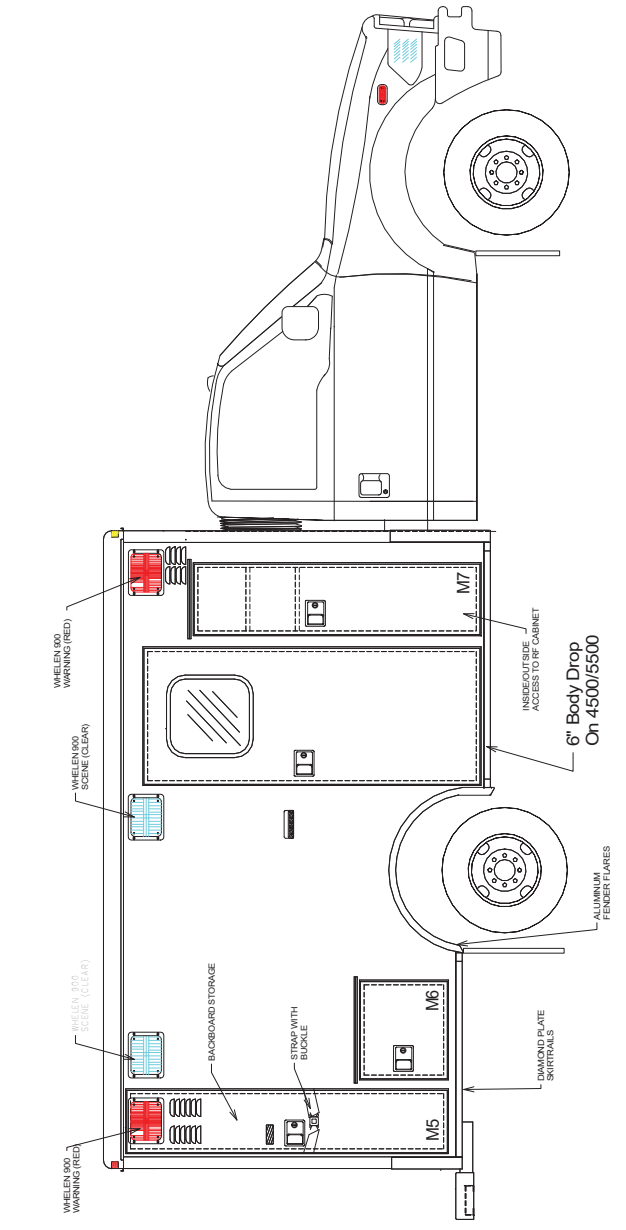 WHELEN 900
WARNING (RED
WHELEN 900
SCENE (CLEAR)
WHELEN 900
SCENE (CLEAR)
WHELEN 900
WARNING (RED)
BACKBOARD STORAGE
STRAP WITH
BUCKLE
M5
M6
M7
DIAMOND PLATE
SKIRTRAILS
ALUMINUM
FENDER FLARES
6" Body Drop
On 4500/5500
INSIDE/OUTSIDE
ACCESS TO RF CABINET